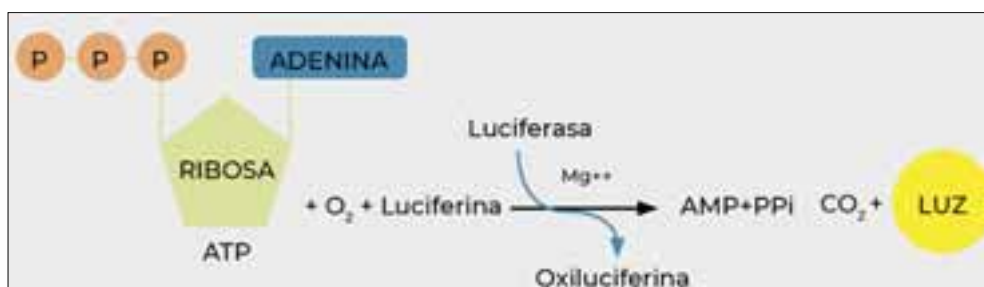 P P P ADENINA
Luciferasa
RIBOSA
Mg++
+ O₂ + Luciferina AMP+PPi CO₂+ LUZ
ATP
Oxiluciferina